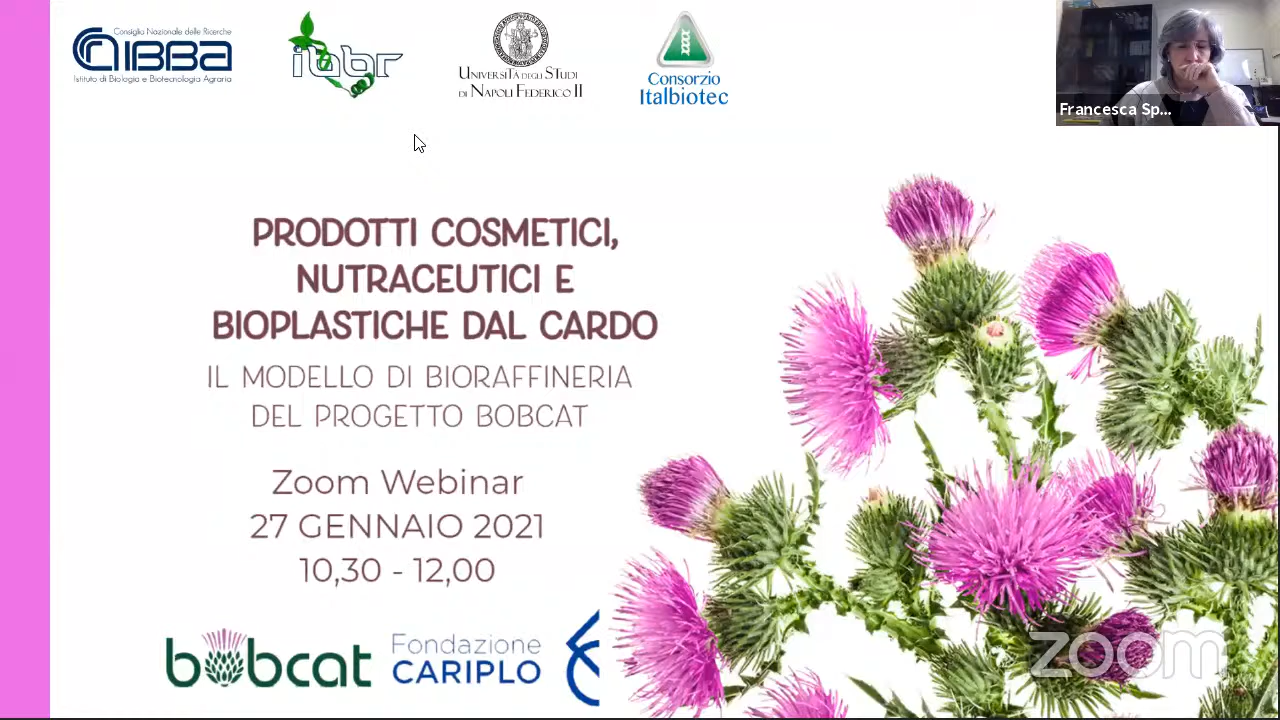 Consiglio Nazionale delle Ricerche
IBBA
Istituto di Biologia e Biotecnologia Agraria
ibbr
UNIVERSITÀ DEGLI STUDI
DI NAPOLI FEDERICO II
Consorzio
Italbiotec
Francesca Sp...
PRODOTTI COSMETICI,
NUTRACEUTICI E
BIOPLASTICHE DAL CARDO
IL MODELLO DI BIORAFFINERIA
DEL PROGETTO BOBCAT
Zoom Webinar
27 GENNAIO 2021
10,30 - 12,00
bobcat
Fondazione
CARIPLO
zoom